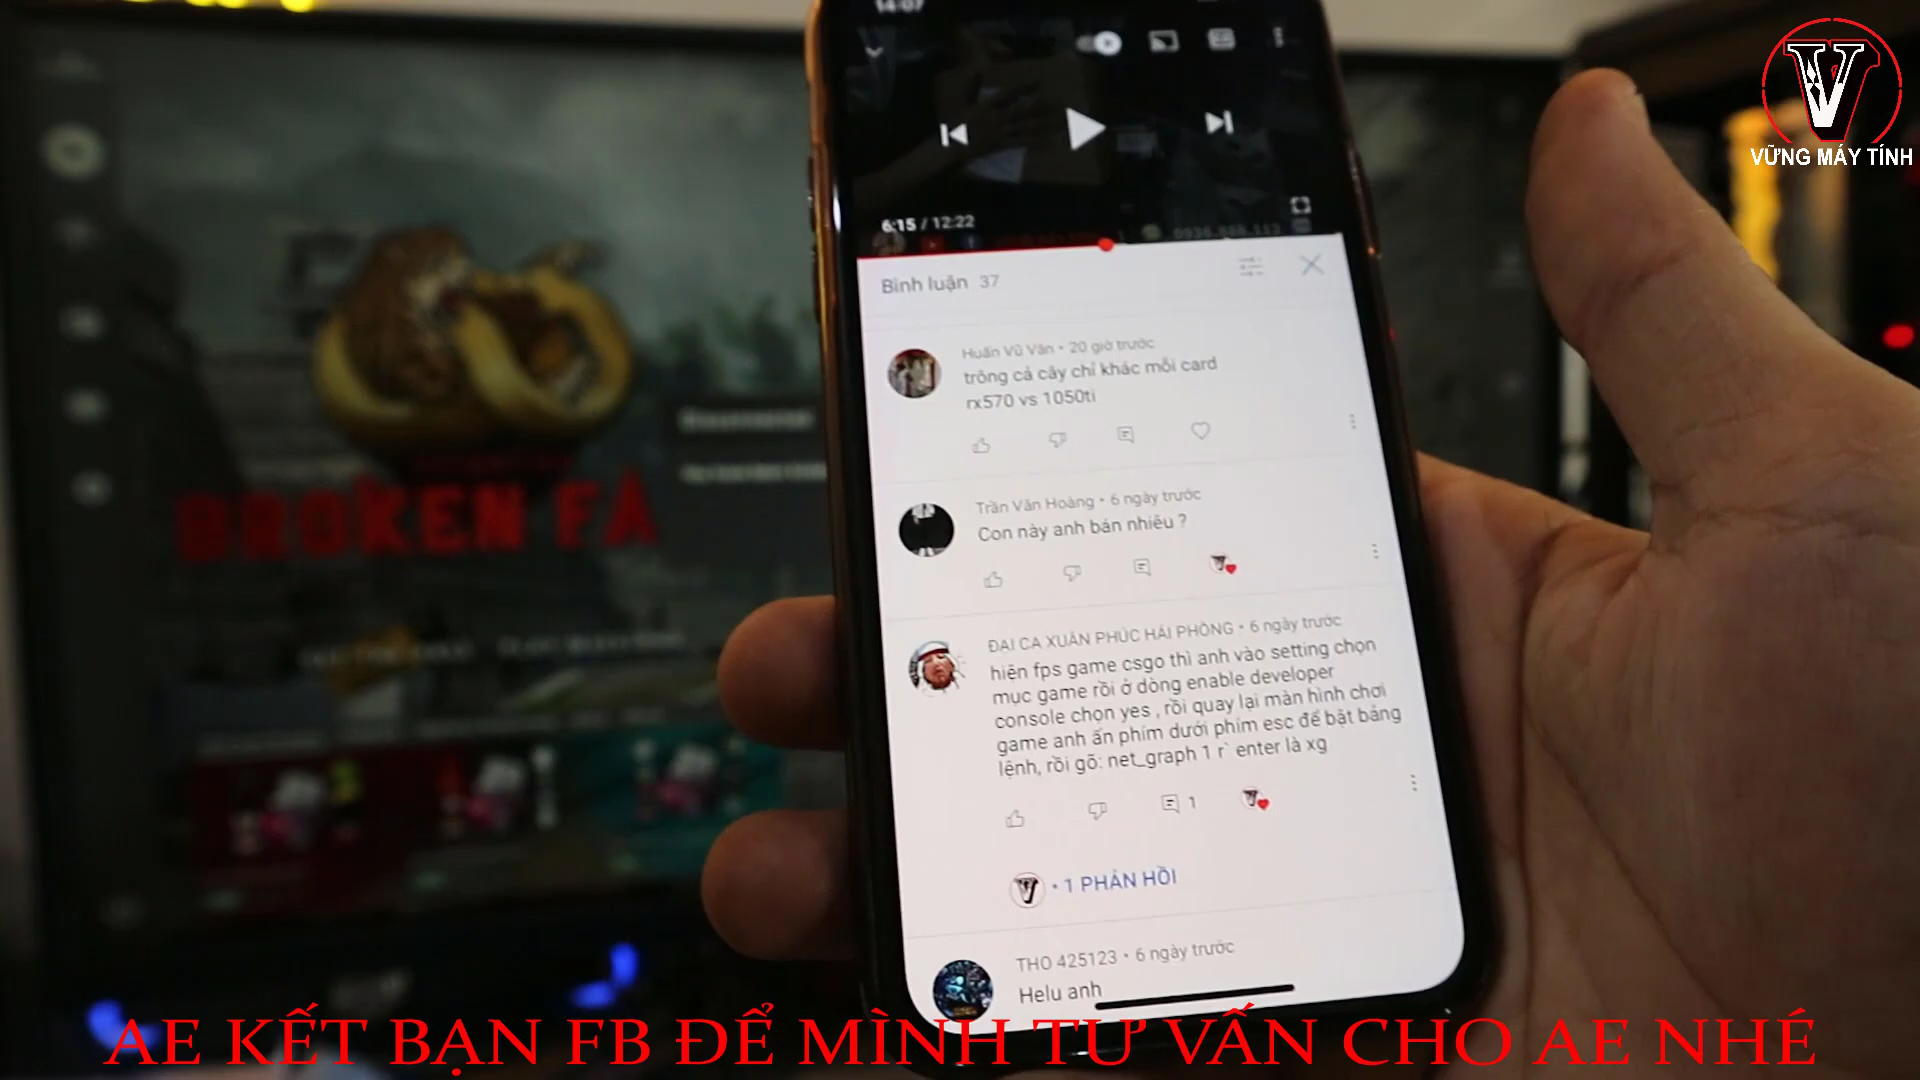 14:07
VỮNG MÁY TÍNH
6:15 / 12:22
Bình luận 37
Huấn Vũ Văn • 20 giờ trước
trông cả cây chỉ khác mỗi card
rx570 vs 1050ti
Trần Văn Hoàng • 6 ngày trước
Con này anh bán nhiêu ?
ĐẠI CA XUÂN PHÚC HẢI PHÒNG • 6 ngày trước
hiện fps game csgo thì anh vào setting chọn
mục game rồi ở dòng enable developer
console chọn yes , rồi quay lại màn hình chơi
game anh ấn phím dưới phím esc để bật bảng
lệnh, rồi gõ: net_graph 1 r` enter là xg
1
• 1 PHẢN HỒI
THO 425123 • 6 ngày trước
Helu anh
BROKEN FA
AE KẾT BẠN FB ĐỂ MÌNH TƯ VẤN CHO AE NHÉ